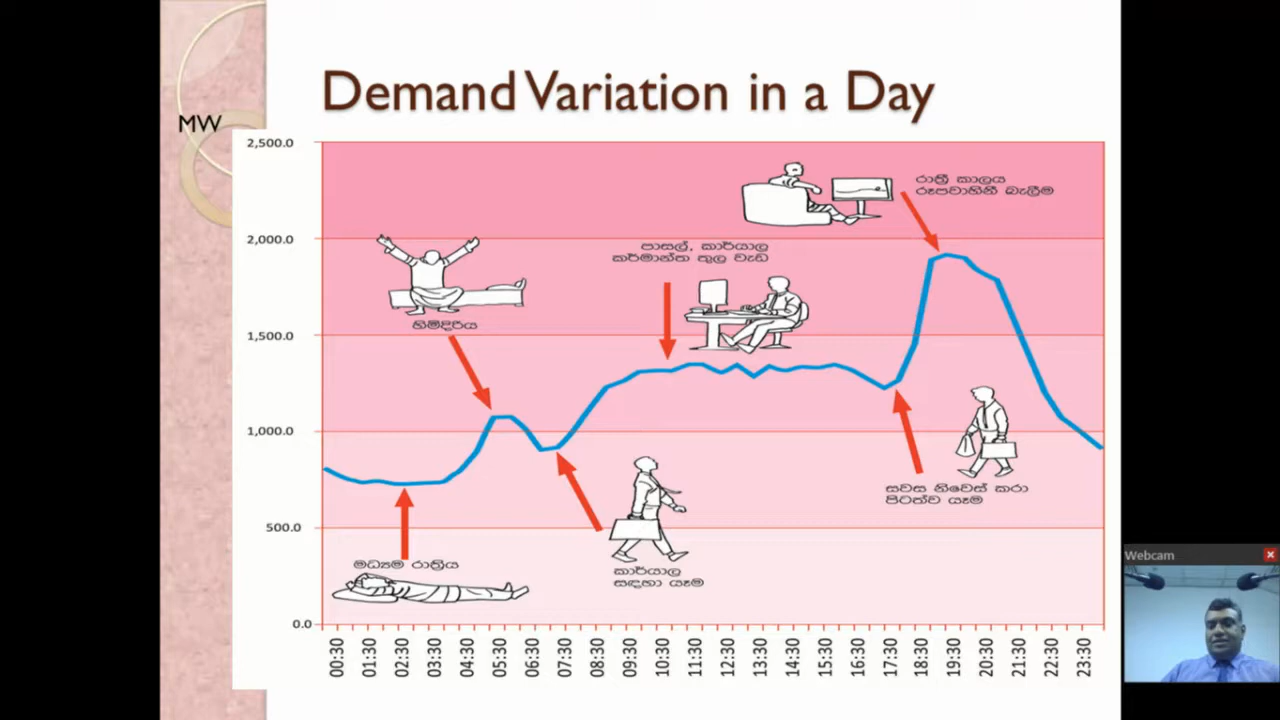 Demand Variation in a Day
MW
2,500.0
2,000.0
1,500.0
1,000.0
500.0
0.0
රාත්‍රී කාලය
රූපවාහිනී බැලීම
පාසල්, කාර්යාල
කර්මාන්ත තුල වැඩ
හිමිදිරිය
සවස නිවෙස් කරා
පිටත්ව යෑම
මධ්‍යම රාත්‍රිය
කාර්යාල
සඳහා යෑම
00:30 01:30 02:30 03:30 04:30 05:30 06:30 07:30 08:30 09:30 10:30 11:30 12:30 13:30 14:30 15:30 16:30 17:30 18:30 19:30 20:30 21:30 22:30 23:30
Webcam